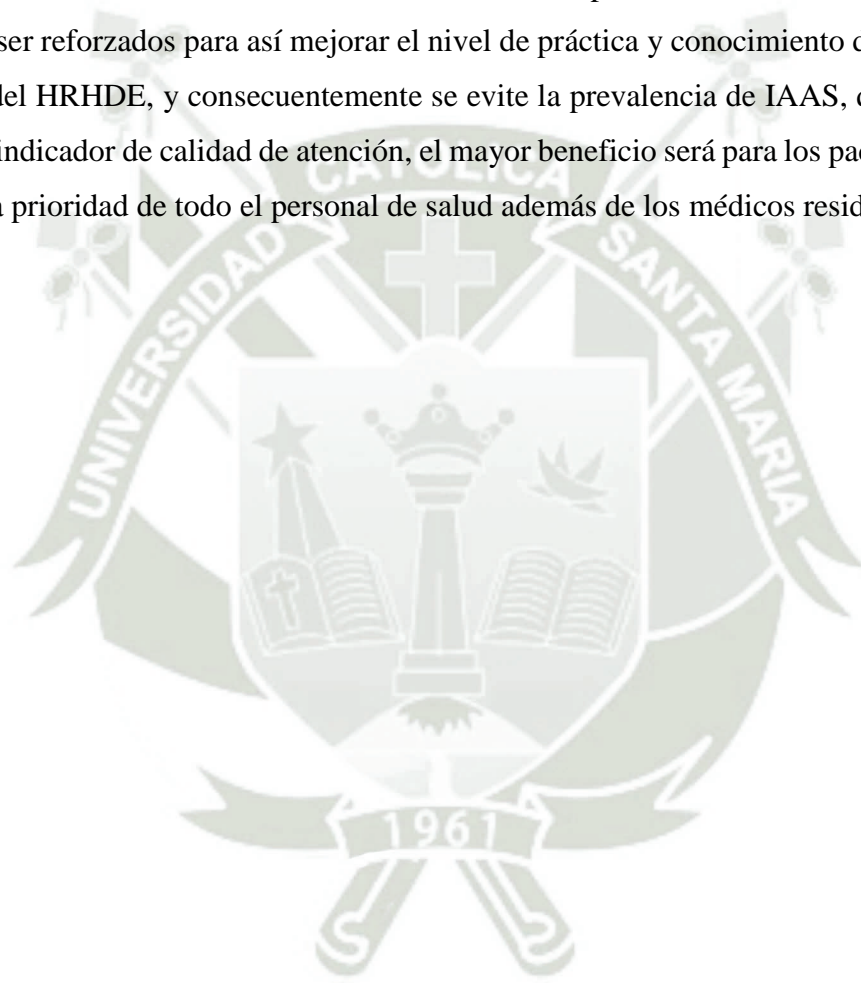 ser reforzados para así mejorar el nivel de práctica y conocimiento
del HRHDE, y consecuentemente se evite la prevalencia de IAAS,
indicador de calidad de atención, el mayor beneficio será para los
prioridad de todo el personal de salud además de los médicos
UNIVERSIDAD CATOLICA SANTA MARIA
1961